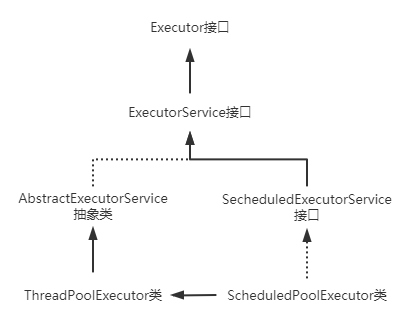 Executor接口
ExecutorService接口
AbstractExecutorService
抽象类
SecheduledExecutorService
接口
ThreadPoolExecutor类
ScheduledPoolExecutor类